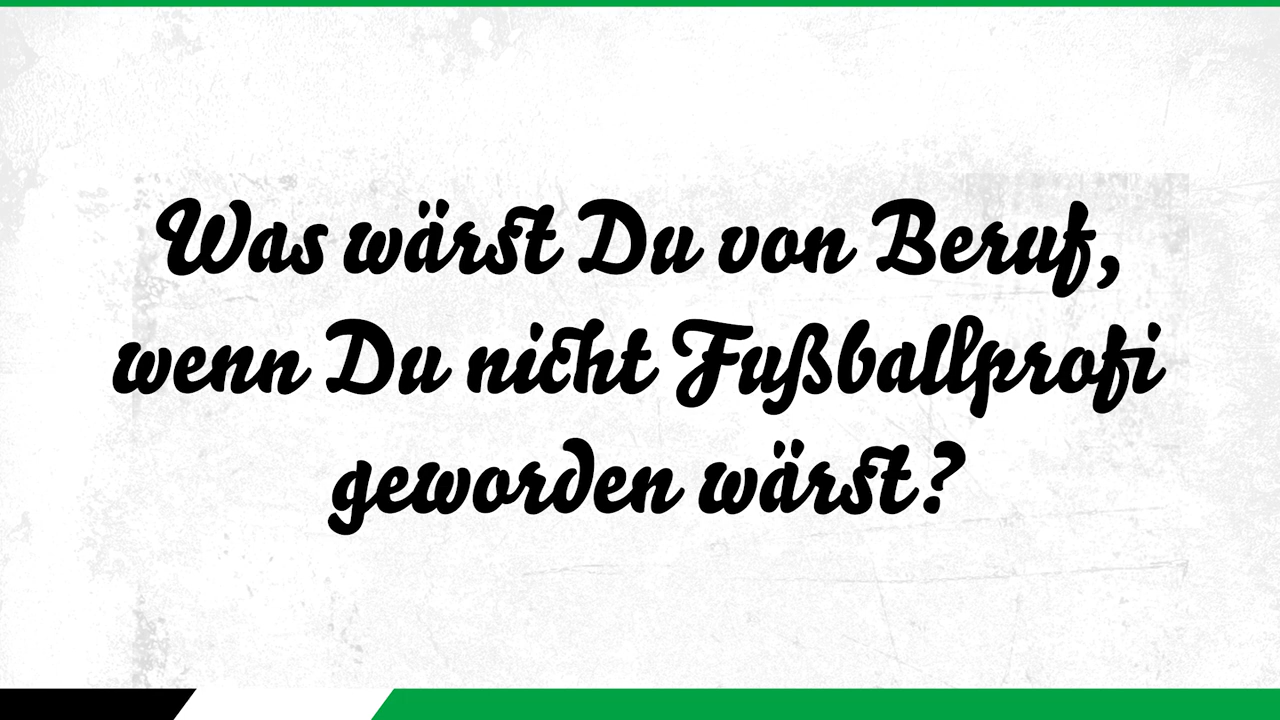 Was wärst Du von Beruf,
wenn Du nicht Fußballprofi
geworden wärst?